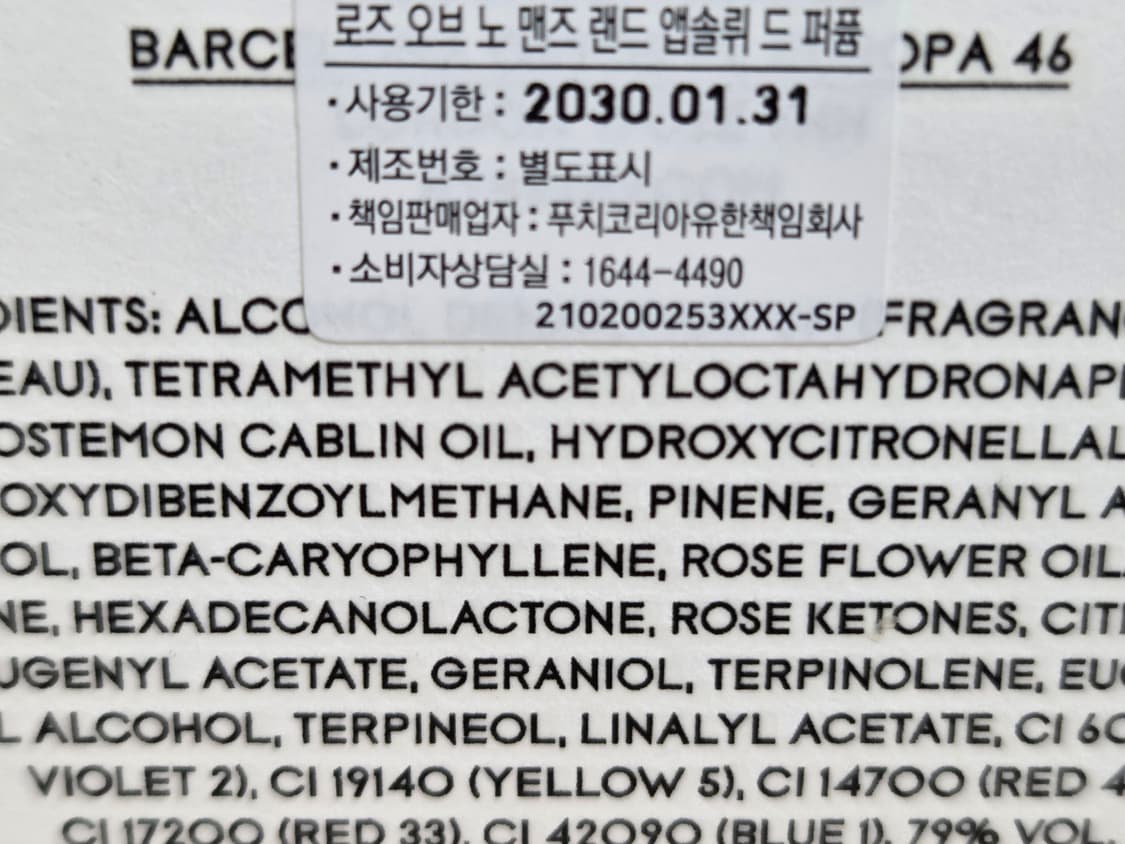 로즈 오브 노 맨즈 랜드 앱솔뤼 드 퍼퓸
BARCE OPA 46
·사용기한 : 2030.01.31
·제조번호 : 별도표시
·책임판매업자 : 푸치코리아유한책임회사
·소비자상담실 : 1644-4490
210200253XXX-SP
DIENTS: ALCO FRAGRAN
EAU), TETRAMETHYL ACETYLOCTAHYDRONAP
OSTEMON CABLIN OIL, HYDROXYCITRONELLAL
OXYDIBENZOYLMETHANE, PINENE, GERANYL A
OL, BETA-CARYOPHYLLENE, ROSE FLOWER OIL
NE, HEXADECANOLACTONE, ROSE KETONES, CIT
UGENYL ACETATE, GERANIOL, TERPINOLENE, EU
L ALCOHOL, TERPINEOL, LINALYL ACETATE, CI 60
VIOLET 2), CI 19140 (YELLOW 5), CI 14700 (RED 4
CI 17200 (RED 33), CI 42090 (BLUE 1), 79% VOL.